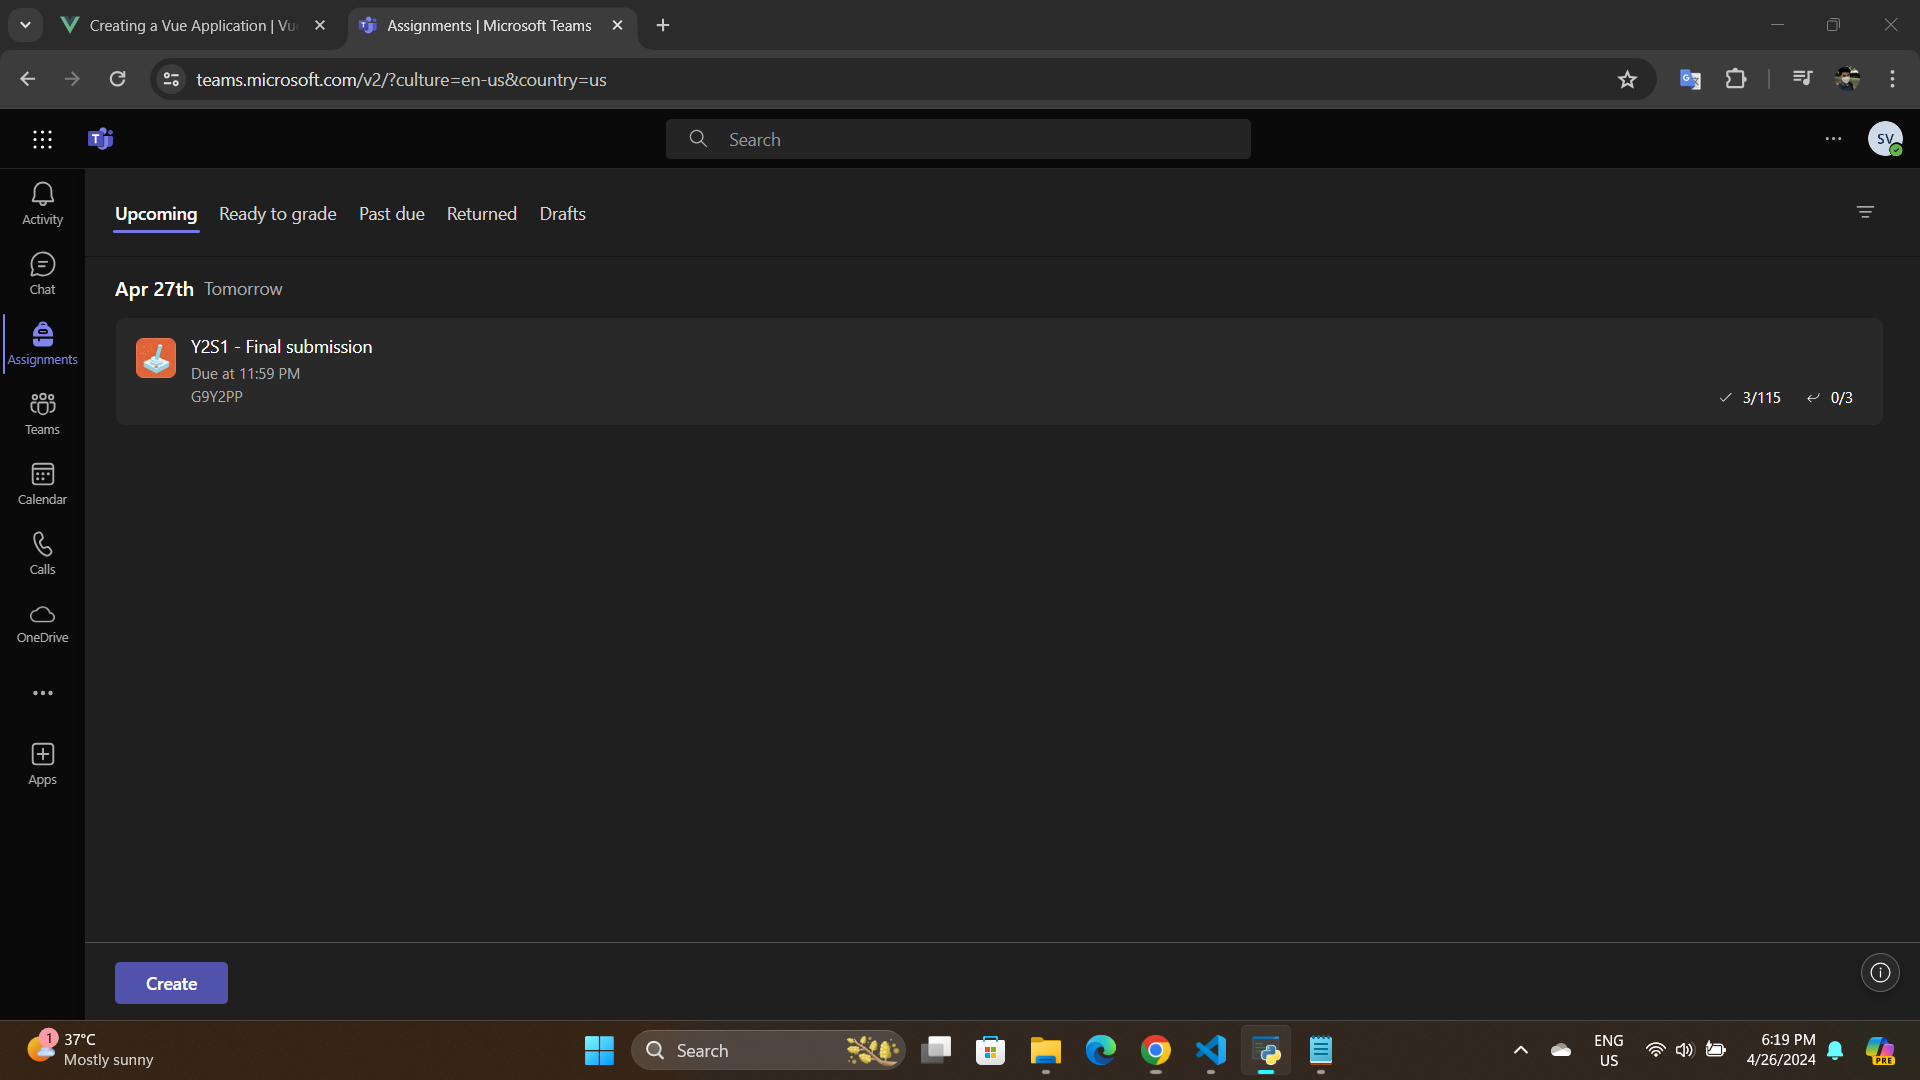 Creating a Vue Application | Vu
Assignments | Microsoft Teams
teams.microsoft.com/v2/?culture=en-us&country=us
Search
SV
Activity
Chat
Assignments
Teams
Calendar
Calls
OneDrive
Apps
Upcoming Ready to grade Past due Returned Drafts
Apr 27th Tomorrow
Y2S1 - Final submission
Due at 11:59 PM
G9Y2PP
3/115 0/3
Create
1
37°C
Mostly sunny
Search
ENG
US
6:19 PM
4/26/2024
PRE